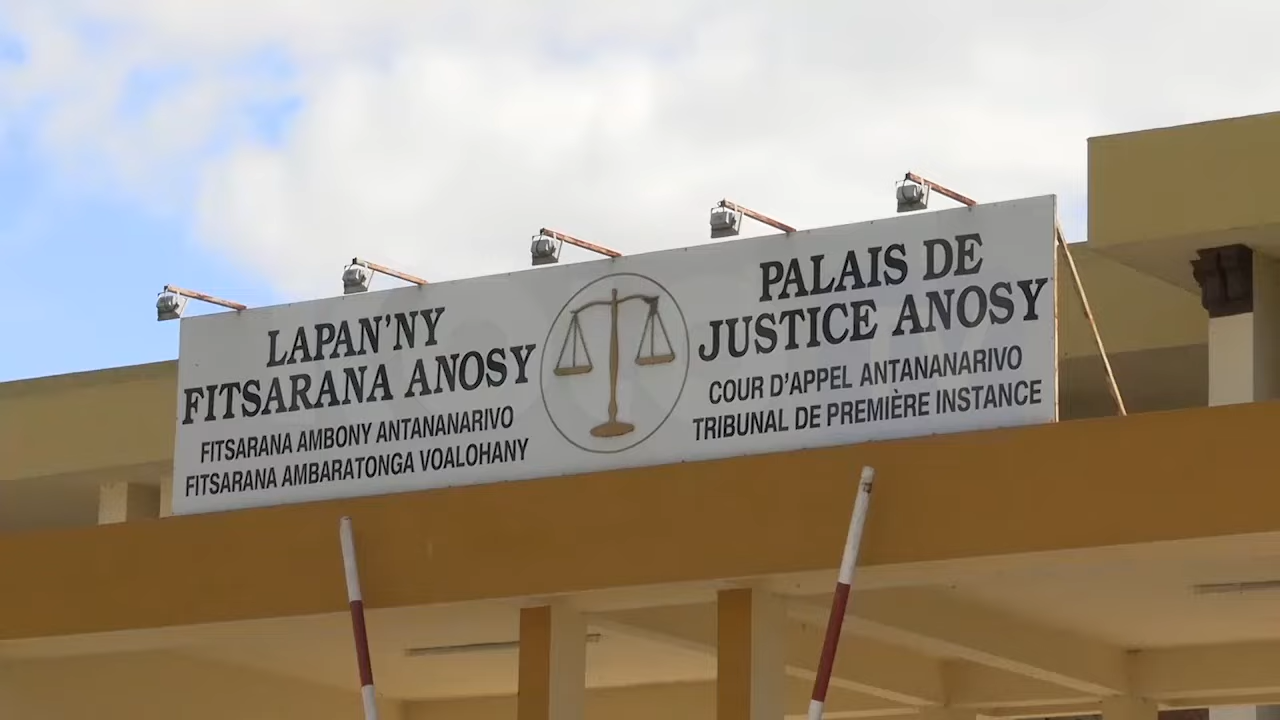 LAPAN'NY
FITSARANA ANOSY
FITSARANA AMBONY ANTANANARIVO
FITSARANA AMBARATONGA VOALOHANY
PALAIS DE
JUSTICE ANOSY
COUR D'APPEL ANTANANARIVO
TRIBUNAL DE PREMIÈRE INSTANCE